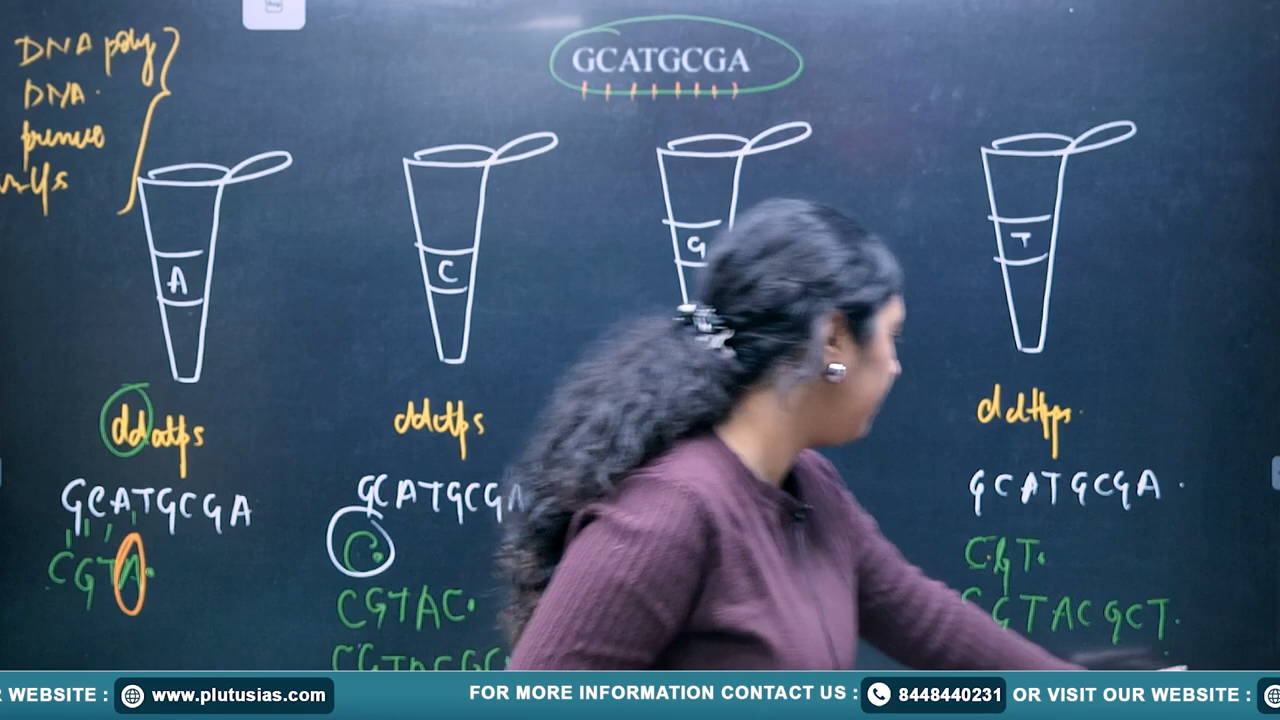 GCATGCGA
DNA poly
DNA
A
C
G
T
ddatps
ddctps
ddttps
GCATGCGA
GCATGCGA
GCATGCGA
CGTA
C
CGT
CGTAC
CGTACGCT
WEBSITE : www.plutusias.com FOR MORE INFORMATION CONTACT US : 8448440231 OR VISIT OUR WEBSITE :